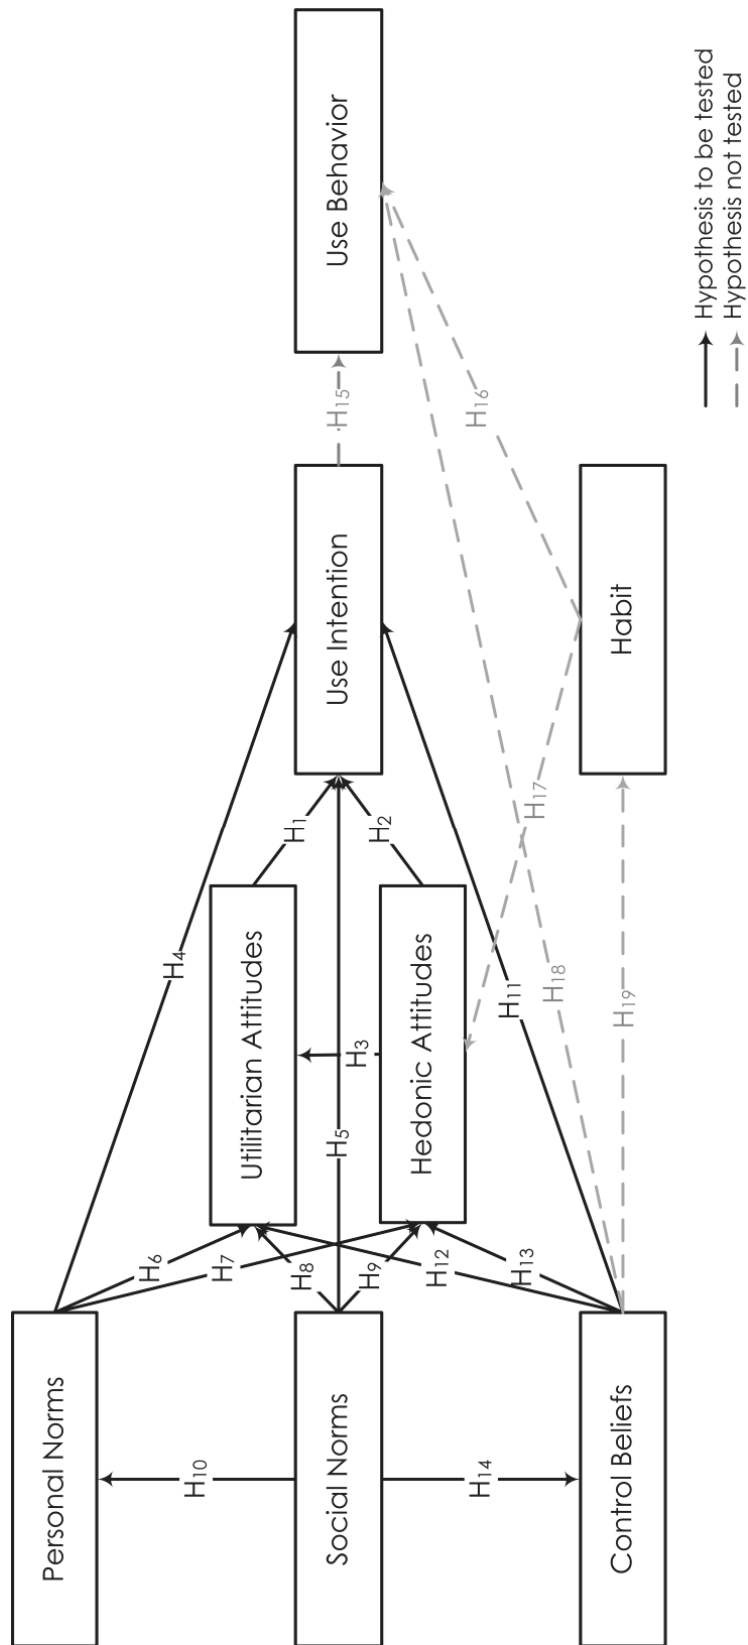 Personal Norms
Social Norms
Control Beliefs
Utilitarian Attitudes
Hedonic Attitudes
Use Intention
Habit
Use Behavior
H1
H2
H3
H4
H5
H6
H7
H8
H9
H10
H11
H12
H13
H14
H15
H16
H17
H18
H19
Hypothesis to be tested
Hypothesis not tested